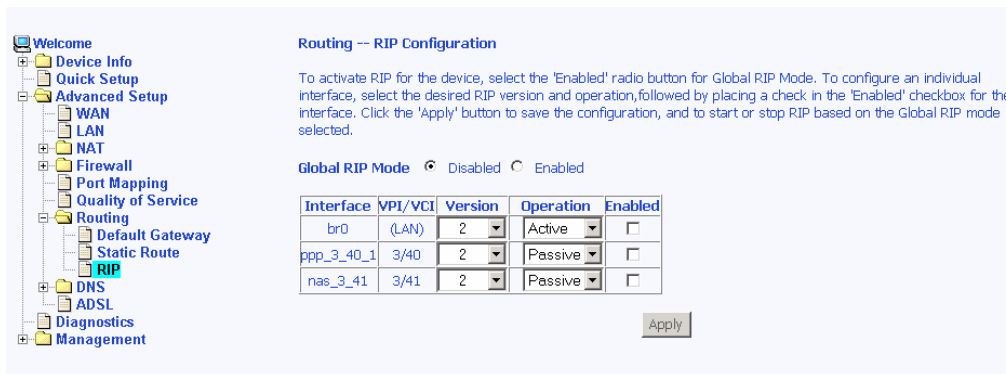 Welcome
Device Info
Quick Setup
Advanced Setup
WAN
LAN
NAT
Firewall
Port Mapping
Quality of Service
Routing
Default Gateway
Static Route
RIP
DNS
ADSL
Diagnostics
Management
Routing -- RIP Configuration
To activate RIP for the device, select the 'Enabled' radio button for Global RIP Mode. To configure an individual
interface, select the desired RIP version and operation,followed by placing a check in the 'Enabled' checkbox for the
interface. Click the 'Apply' button to save the configuration, and to start or stop RIP based on the Global RIP mode
selected.
Global RIP Mode Disabled Enabled
Interface VPI/VCI Version Operation Enabled
br0 (LAN) 2 Active
ppp_3_40_1 3/40 2 Passive
nas_3_41 3/41 2 Passive
Apply